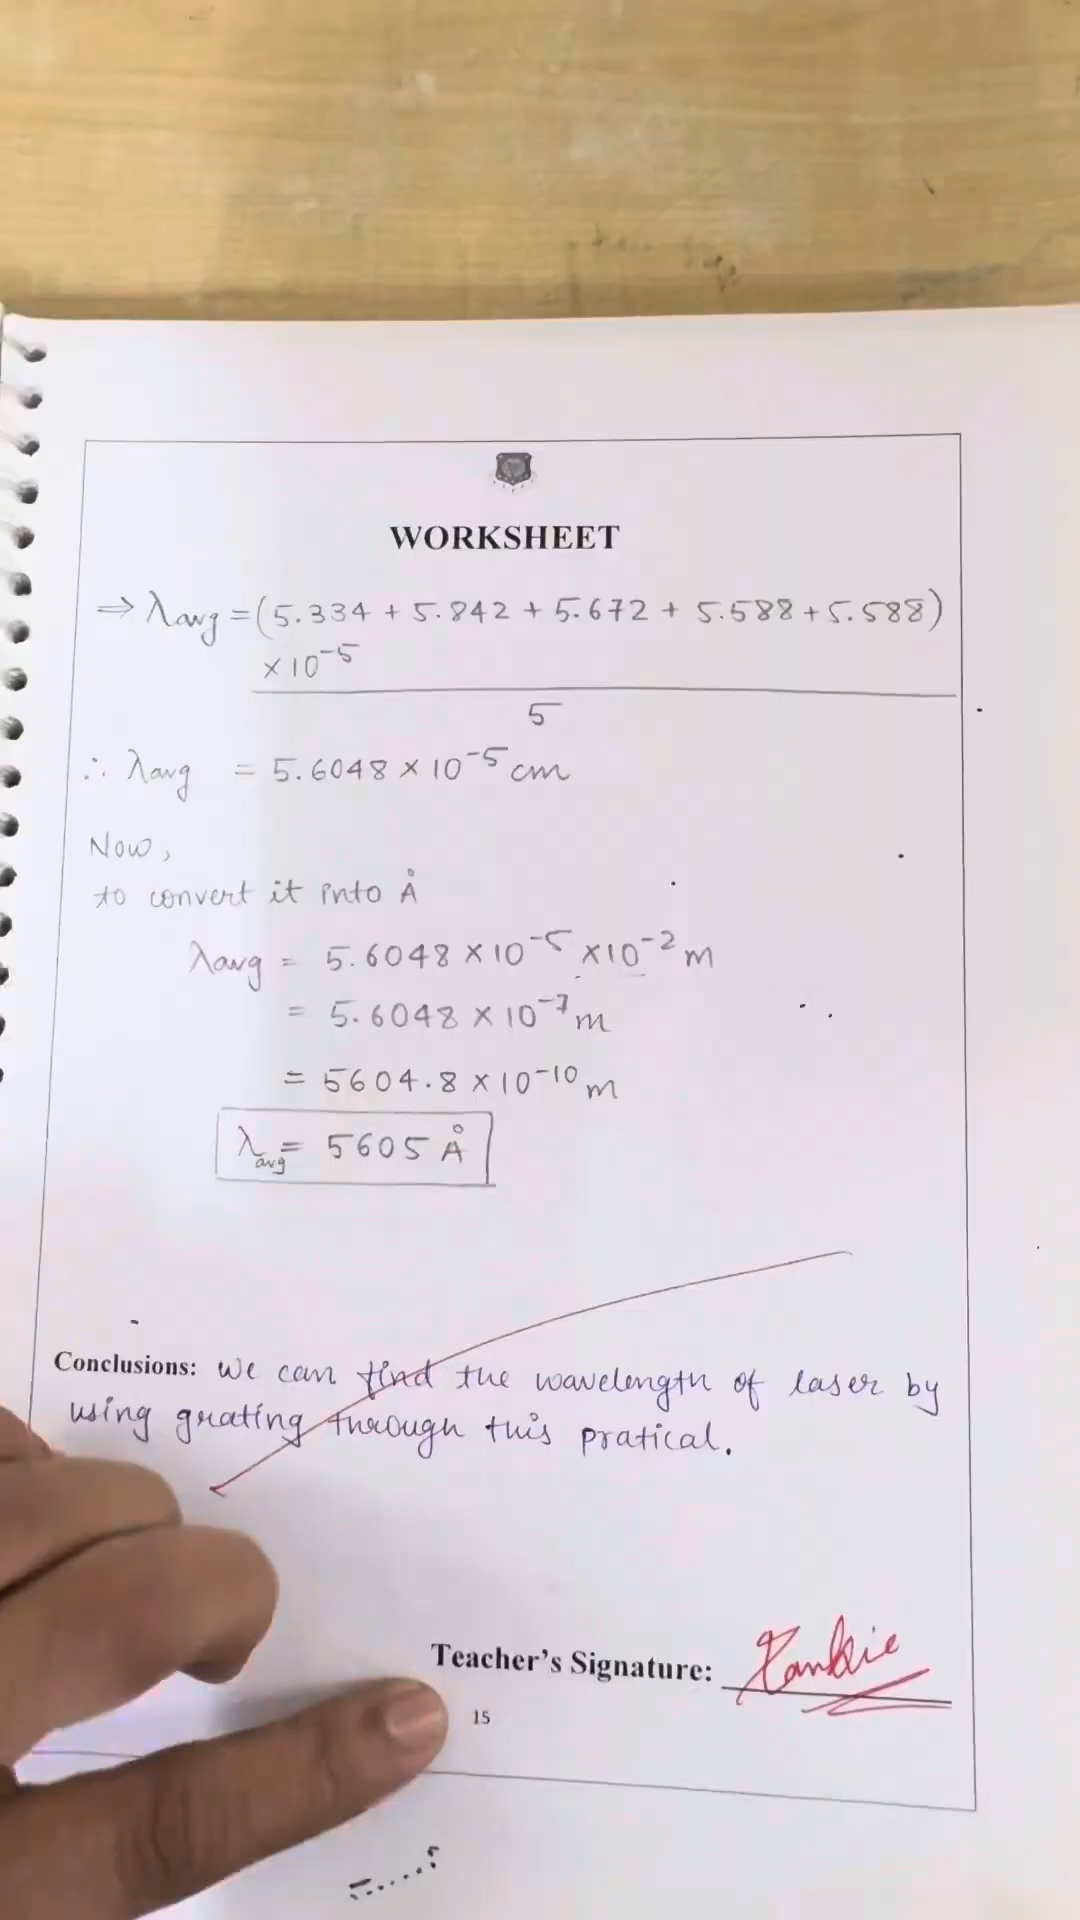 WORKSHEET
⇒ λavg = (5.334 + 5.842 + 5.672 + 5.588 + 5.588)
× 10⁻⁵
5
∴ λavg = 5.6048 × 10⁻⁵ cm
Now,
to convert it into Å
λavg = 5.6048 × 10⁻⁵ × 10⁻² m
= 5.6048 × 10⁻⁷ m
= 5604.8 × 10⁻¹⁰ m
λavg = 5605 Å
Conclusions: We can find the wavelength of laser by
using grating through this pratical.
Teacher's Signature:
15